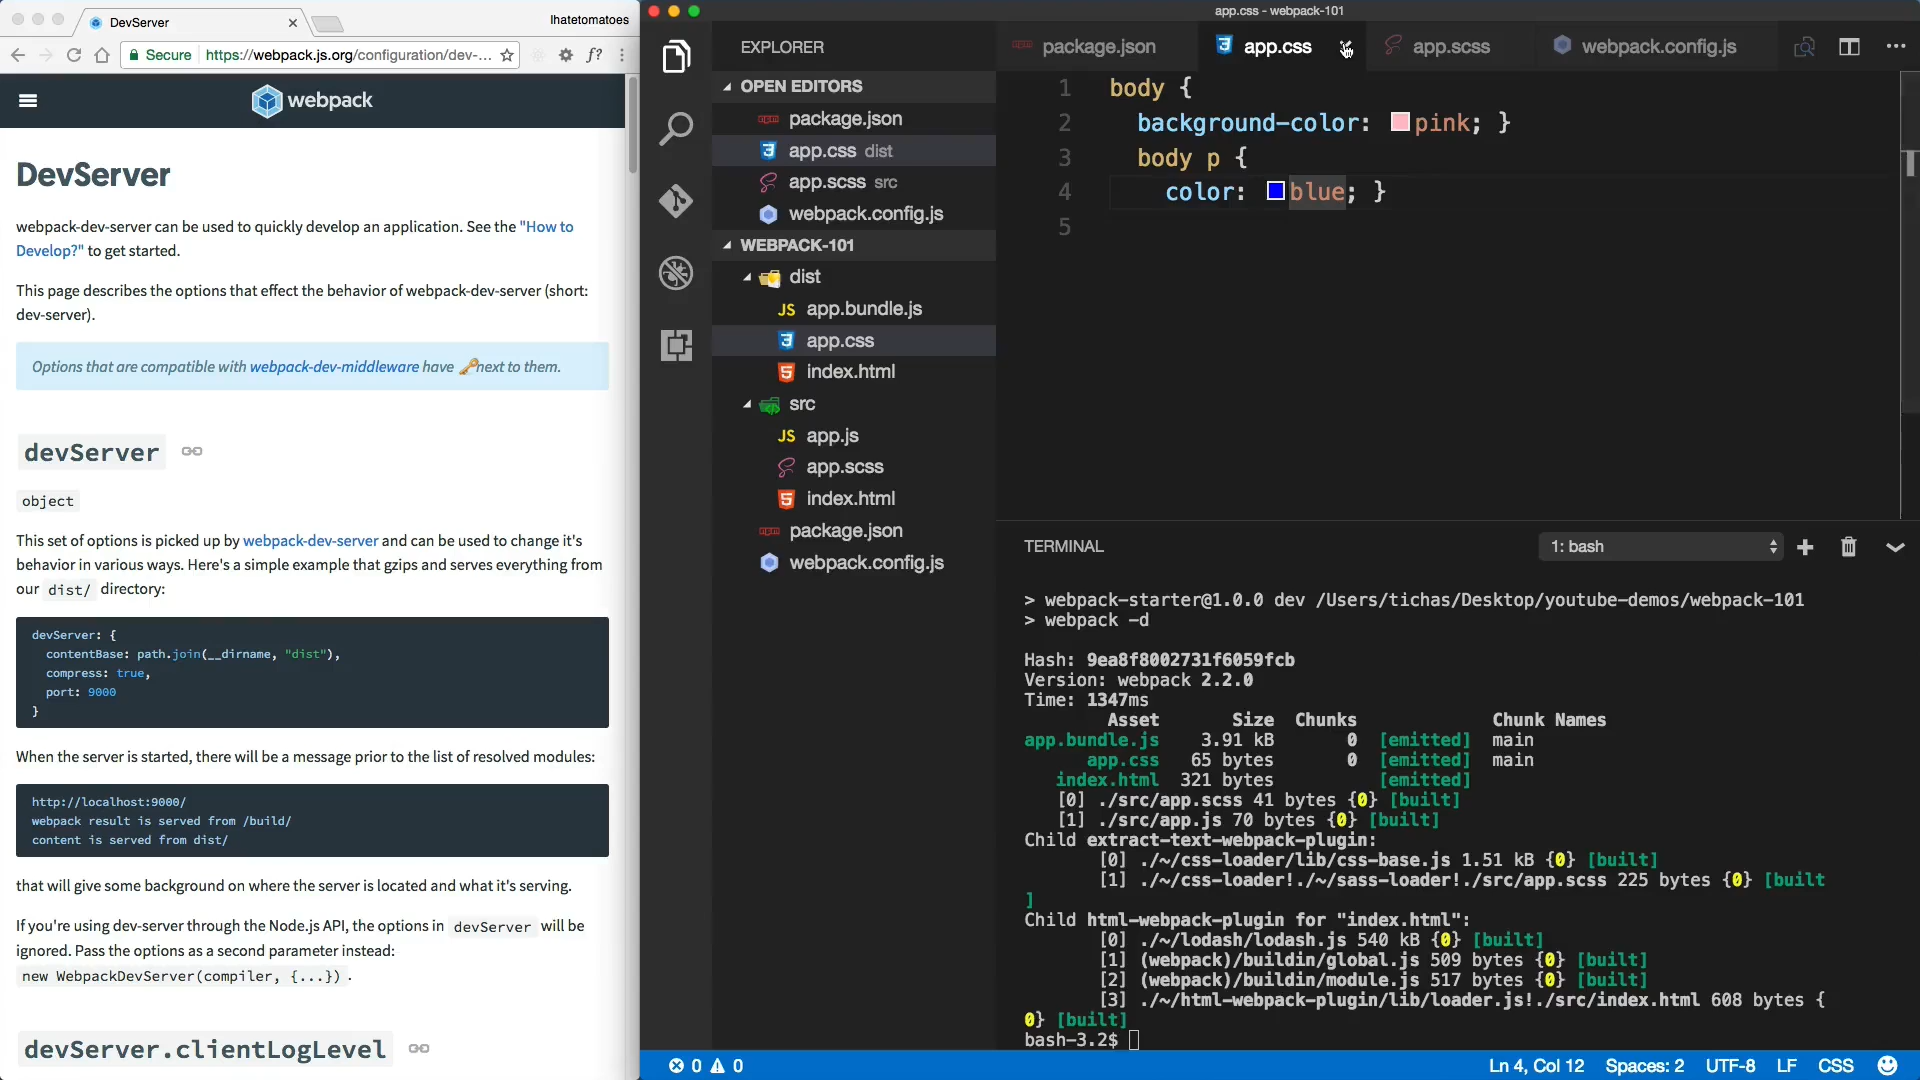 DevServer
Ihatetomatoes
Secure
https://webpack.js.org/configuration/dev-...
webpack
DevServer
webpack-dev-server can be used to quickly develop an application. See the "How to
Develop?" to get started.
This page describes the options that effect the behavior of webpack-dev-server (short:
dev-server).
Options that are compatible with webpack-dev-middleware have 🔑next to them.
devServer
object
This set of options is picked up by webpack-dev-server and can be used to change it's
behavior in various ways. Here's a simple example that gzips and serves everything from
our dist/ directory:
devServer: {
contentBase: path.join(__dirname, "dist"),
compress: true,
port: 9000
}
When the server is started, there will be a message prior to the list of resolved modules:
http://localhost:9000/
webpack result is served from /build/
content is served from dist/
that will give some background on where the server is located and what it's serving.
If you're using dev-server through the Node.js API, the options in devServer will be
ignored. Pass the options as a second parameter instead:
new WebpackDevServer(compiler, {...}) .
devServer.clientLogLevel
app.css - webpack-101
EXPLORER
OPEN EDITORS
package.json
app.css dist
app.scss src
webpack.config.js
WEBPACK-101
dist
JS app.bundle.js
app.css
index.html
src
JS app.js
app.scss
index.html
package.json
webpack.config.js
package.json
app.css
app.scss
webpack.config.js
1 body {
2 background-color: pink; }
3 body p {
4 color: blue; }
5
TERMINAL
1: bash
> webpack-starter@1.0.0 dev /Users/tichas/Desktop/youtube-demos/webpack-101
> webpack -d
Hash: 9ea8f8002731f6059fcb
Version: webpack 2.2.0
Time: 1347ms
Asset Size Chunks Chunk Names
app.bundle.js 3.91 kB 0 [emitted] main
app.css 65 bytes 0 [emitted] main
index.html 321 bytes [emitted]
[0] ./src/app.scss 41 bytes {0} [built]
[1] ./src/app.js 70 bytes {0} [built]
Child extract-text-webpack-plugin:
[0] ./~/css-loader/lib/css-base.js 1.51 kB {0} [built]
[1] ./~/css-loader!./~/sass-loader!./src/app.scss 225 bytes {0} [built
]
Child html-webpack-plugin for "index.html":
[0] ./~/lodash/lodash.js 540 kB {0} [built]
[1] (webpack)/buildin/global.js 509 bytes {0} [built]
[2] (webpack)/buildin/module.js 517 bytes {0} [built]
[3] ./~/html-webpack-plugin/lib/loader.js!./src/index.html 608 bytes {
0} [built]
bash-3.2$
0 0
Ln 4, Col 12 Spaces: 2 UTF-8 LF CSS